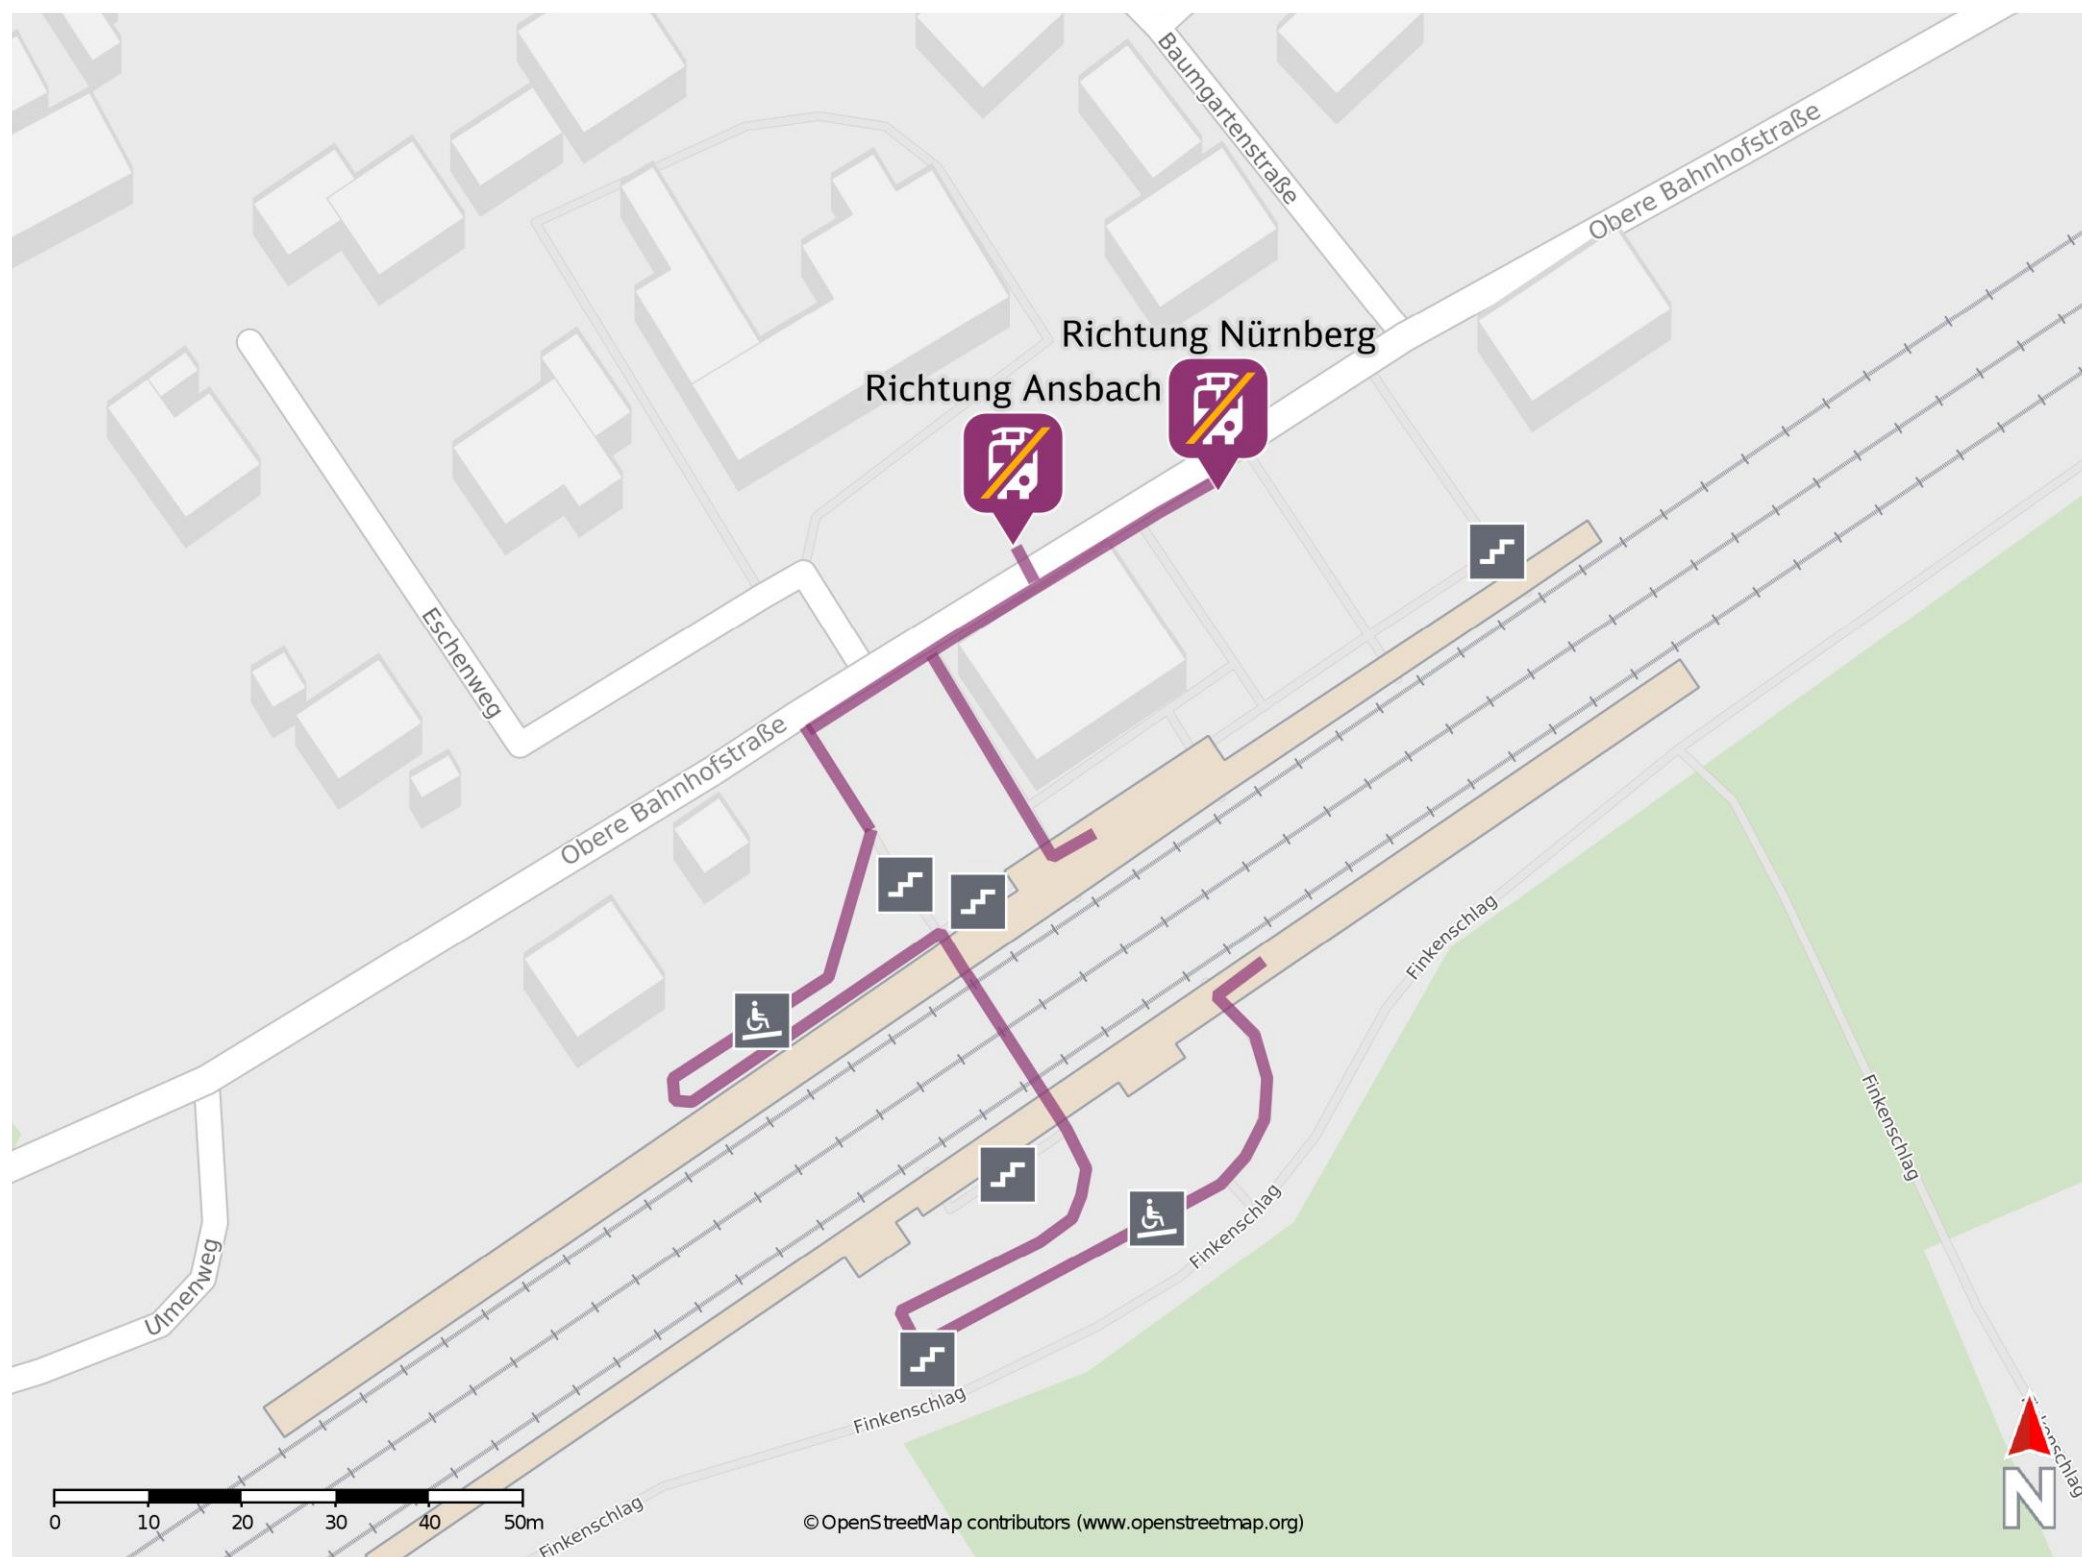 Baumgartenstraße
Obere Bahnhofstraße
Richtung Nürnberg
Richtung Ansbach
Eschenweg
Obere Bahnhofstraße
Finkenschlag
Finkenschlag
Finkenschlag
Ulmenweg
Finkenschlag
Finkenschlag
N
0 10 20 30 40 50m
©OpenStreetMap contributors (www.openstreetmap.org)